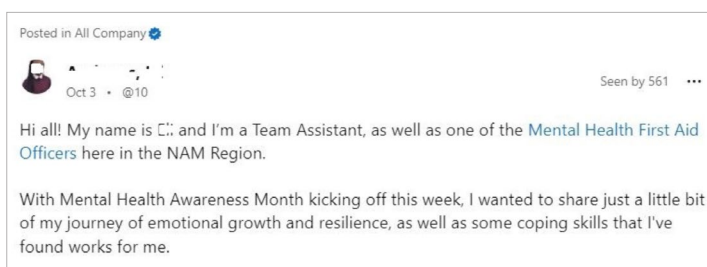 Posted in All Company
Oct 3 • @10
Seen by 561 •••
Hi all! My name is and I'm a Team Assistant, as well as one of the Mental Health First Aid
Officers here in the NAM Region.
With Mental Health Awareness Month kicking off this week, I wanted to share just a little bit
of my journey of emotional growth and resilience, as well as some coping skills that I've
found works for me.